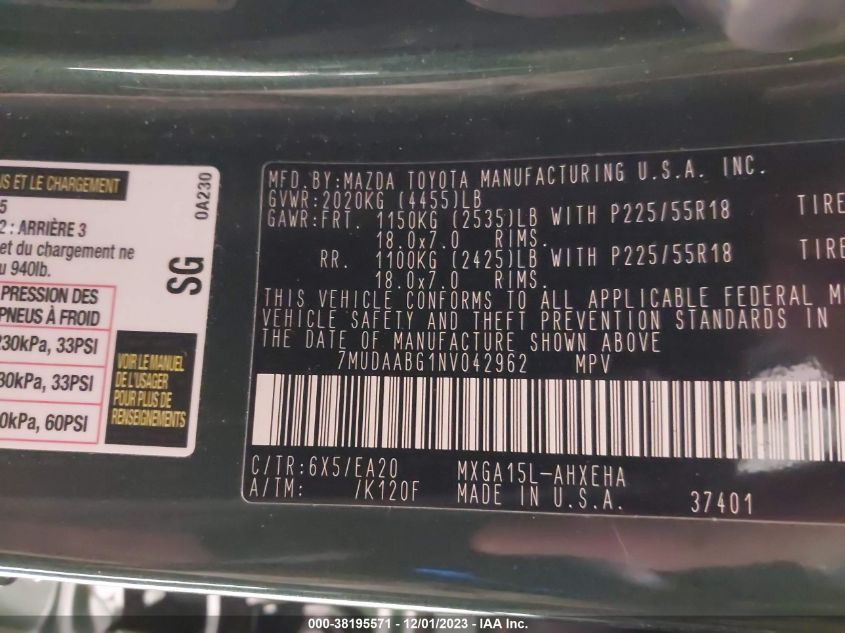 US ET LE CHARGEMENT
5
2 : ARRIÈRE 3
et du chargement ne
u 940lb.
PRESSION DES
PNEUS À FROID
230kPa, 33PSI
30kPa, 33PSI
0kPa, 60PSI
VOIR LE MANUEL
DE L'USAGER
POUR PLUS DE
RENSEIGNEMENTS
SG
0A230
MFD.BY:MAZDA TOYOTA MANUFACTURING U.S.A. INC.
GVWR:2020KG (4455)LB
GAWR:FRT. 1150KG (2535)LB WITH P225/55R18 TIRE
18.0x7.0 RIMS.
RR. 1100KG (2425)LB WITH P225/55R18 TIRE
18.0x7.0 RIMS.
THIS VEHICLE CONFORMS TO ALL APPLICABLE FEDERAL M
VEHICLE SAFETY AND THEFT PREVENTION STANDARDS IN
THE DATE OF MANUFACTURE SHOWN ABOVE
7MUDAABG1NV042962 MPV
C/TR:6X5/EA20 MXGA15L-AHXEHA
A/TM: /K120F MADE IN U.S.A. 37401
000-38195571 - 12/01/2023 - IMAGE 9 OF 11